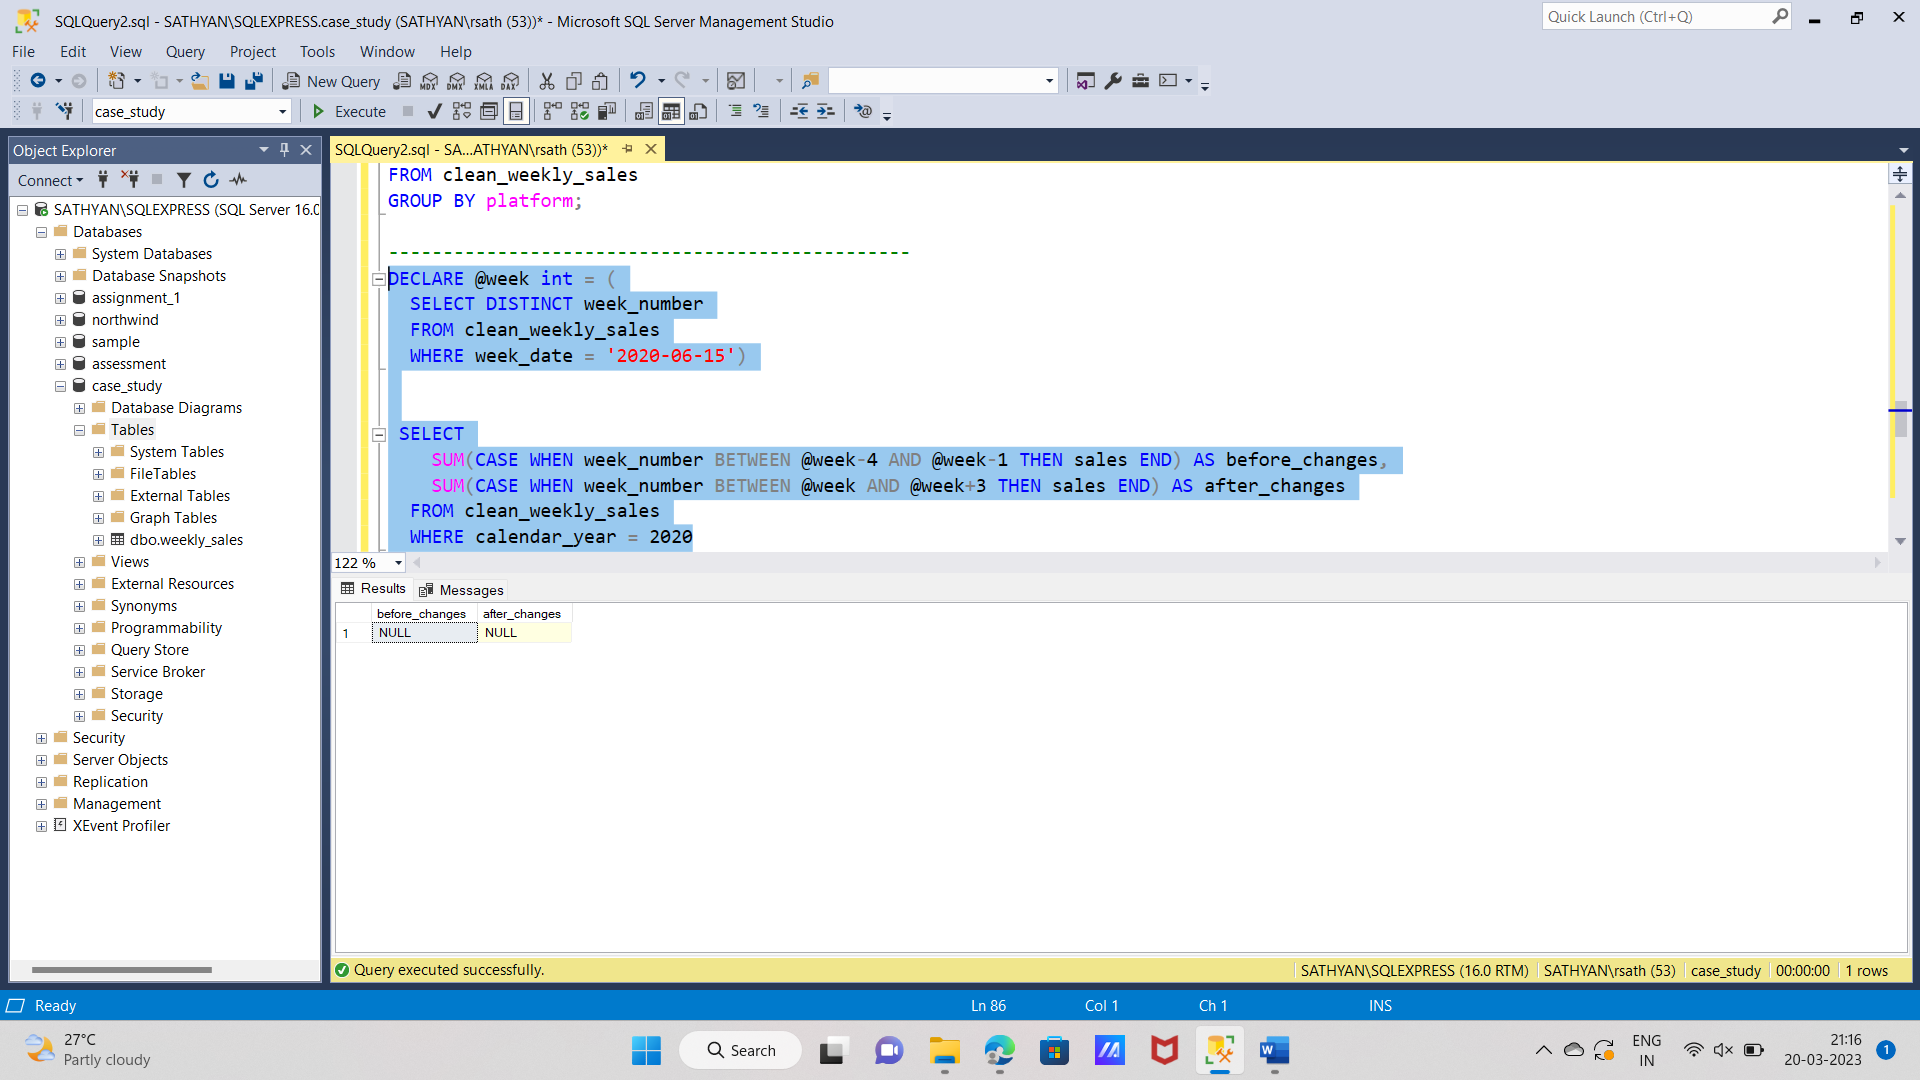 SQLQuery2.sql - SATHYAN\SQLEXPRESS.case_study (SATHYAN\rsath (53))* - Microsoft SQL Server Management Studio
Quick Launch (Ctrl+Q)
File Edit View Query Project Tools Window Help
New Query MDX DMX XMLA DAX
case_study Execute
Object Explorer
Connect
SATHYAN\SQLEXPRESS (SQL Server 16.0
Databases
System Databases
Database Snapshots
assignment_1
northwind
sample
assessment
case_study
Database Diagrams
Tables
System Tables
FileTables
External Tables
Graph Tables
dbo.weekly_sales
Views
External Resources
Synonyms
Programmability
Query Store
Service Broker
Storage
Security
Security
Server Objects
Replication
Management
XEvent Profiler
SQLQuery2.sql - SA...ATHYAN\rsath (53))*
FROM clean_weekly_sales
GROUP BY platform;
------------------------------------------------
DECLARE @week int = (
SELECT DISTINCT week_number
FROM clean_weekly_sales
WHERE week_date = '2020-06-15')
SELECT
SUM(CASE WHEN week_number BETWEEN @week-4 AND @week-1 THEN sales END) AS before_changes,
SUM(CASE WHEN week_number BETWEEN @week AND @week+3 THEN sales END) AS after_changes
FROM clean_weekly_sales
WHERE calendar_year = 2020
122 %
Results Messages
before_changes after_changes
1 NULL NULL
Query executed successfully. SATHYAN\SQLEXPRESS (16.0 RTM) SATHYAN\rsath (53) case_study 00:00:00 1 rows
Ready Ln 86 Col 1 Ch 1 INS
27°C
Partly cloudy
Search
ENG
IN
21:16
20-03-2023
1